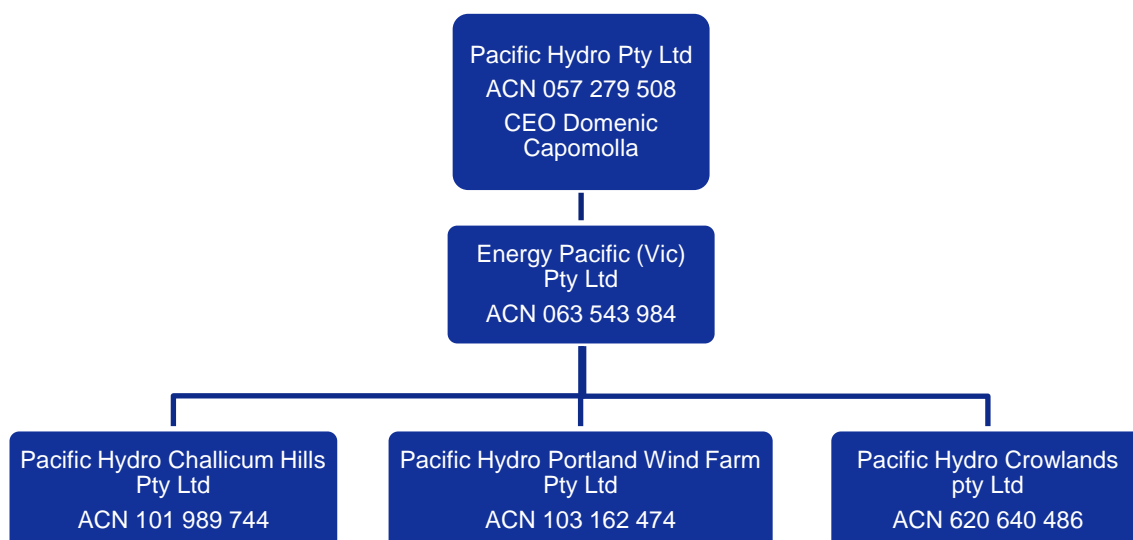 Pacific Hydro Pty Ltd
ACN 057 279 508
CEO Domenic
Capomolla
Energy Pacific (Vic)
Pty Ltd
ACN 063 543 984
Pacific Hydro Challicum Hills
Pty Ltd
ACN 101 989 744
Pacific Hydro Portland Wind Farm
Pty Ltd
ACN 103 162 474
Pacific Hydro Crowlands
pty Ltd
ACN 620 640 486